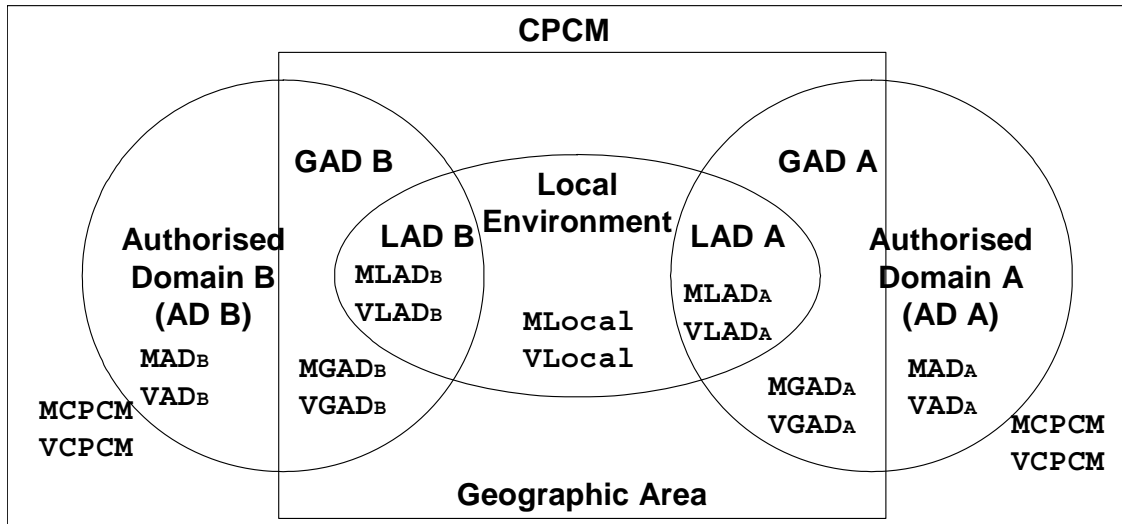 CPCM
GAD B
GAD A
Local
Environment
LAD B
LAD A
Authorised
Domain B
(AD B)
Authorised
Domain A
(AD A)
MLADB
VLADB
MLADA
VLADA
MLocal
VLocal
MADB
VADB
MGADB
VGADB
MGADA
VGADA
MADA
VADA
MCPCM
VCPCM
MCPCM
VCPCM
Geographic Area